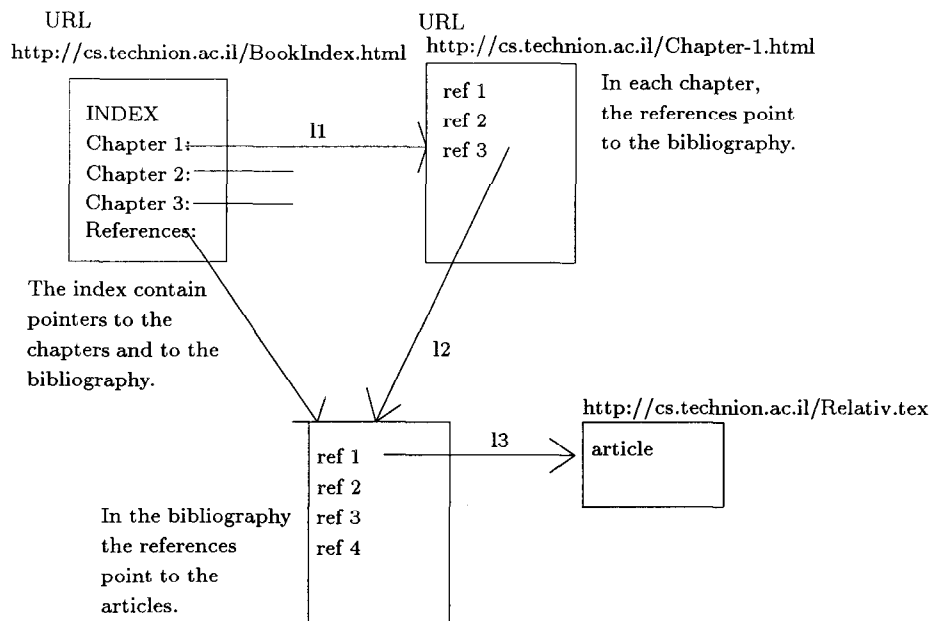 URL
http://cs.technion.ac.il/BookIndex.html
INDEX
Chapter 1:
Chapter 2:
Chapter 3:
References:
The index contain
pointers to the
chapters and to the
bibliography.
l1
URL
http://cs.technion.ac.il/Chapter-1.html
ref 1
ref 2
ref 3
In each chapter,
the references point
to the bibliography.
l2
ref 1
ref 2
ref 3
ref 4
In the bibliography
the references
point to the
articles.
l3
http://cs.technion.ac.il/Relativ.tex
article